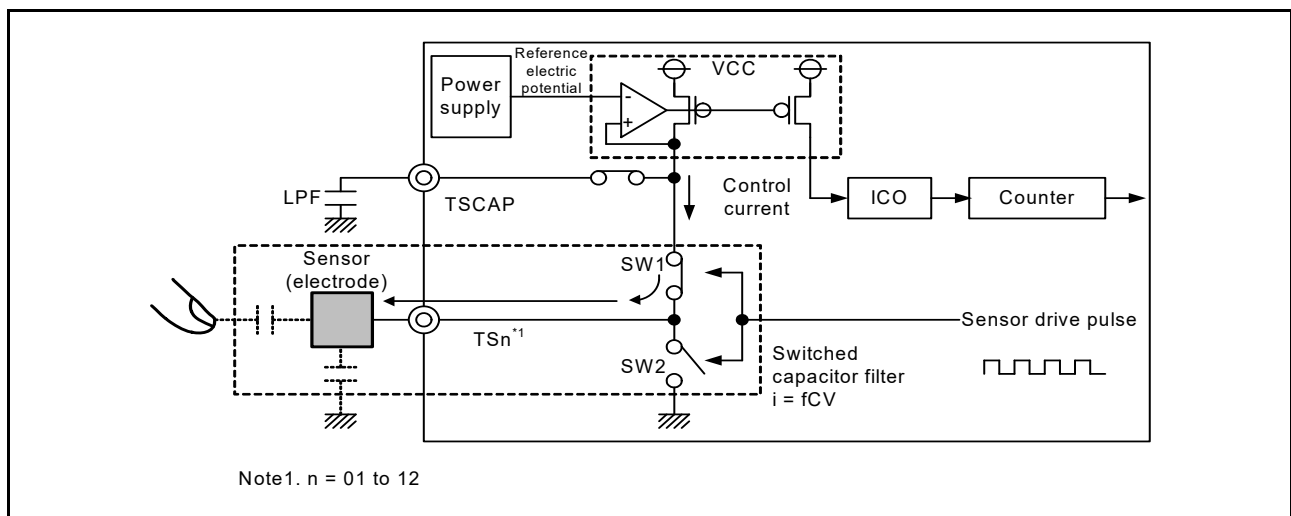 Power
supply
Reference
electric
potential
-
+
VCC
LPF
TSCAP
Control
current
ICO
Counter
Sensor
(electrode)
SW1
TSn*1
SW2
Sensor drive pulse
Switched
capacitor filter
i = fCV
Note1. n = 01 to 12